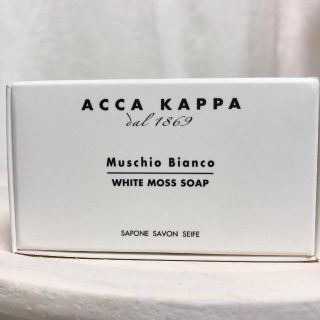 ACCA KAPPA
dal 1869
Muschio Bianco
WHITE MOSS SOAP
SAPONE SAVON SEIFE